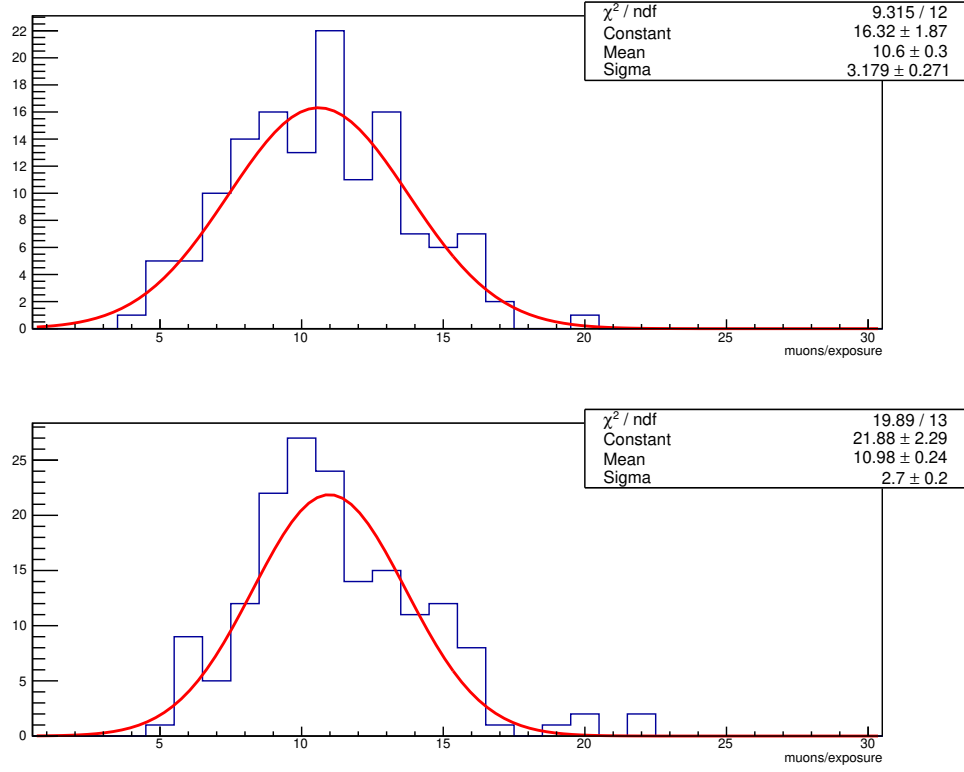 χ² / ndf 9.315 / 12
Constant 16.32 ± 1.87
Mean 10.6 ± 0.3
Sigma 3.179 ± 0.271
22
20
18
16
14
12
10
8
6
4
2
0
5 10 15 20 25 30
muons/exposure
χ² / ndf 19.89 / 13
Constant 21.88 ± 2.29
Mean 10.98 ± 0.24
Sigma 2.7 ± 0.2
25
20
15
10
5
0
5 10 15 20 25 30
muons/exposure